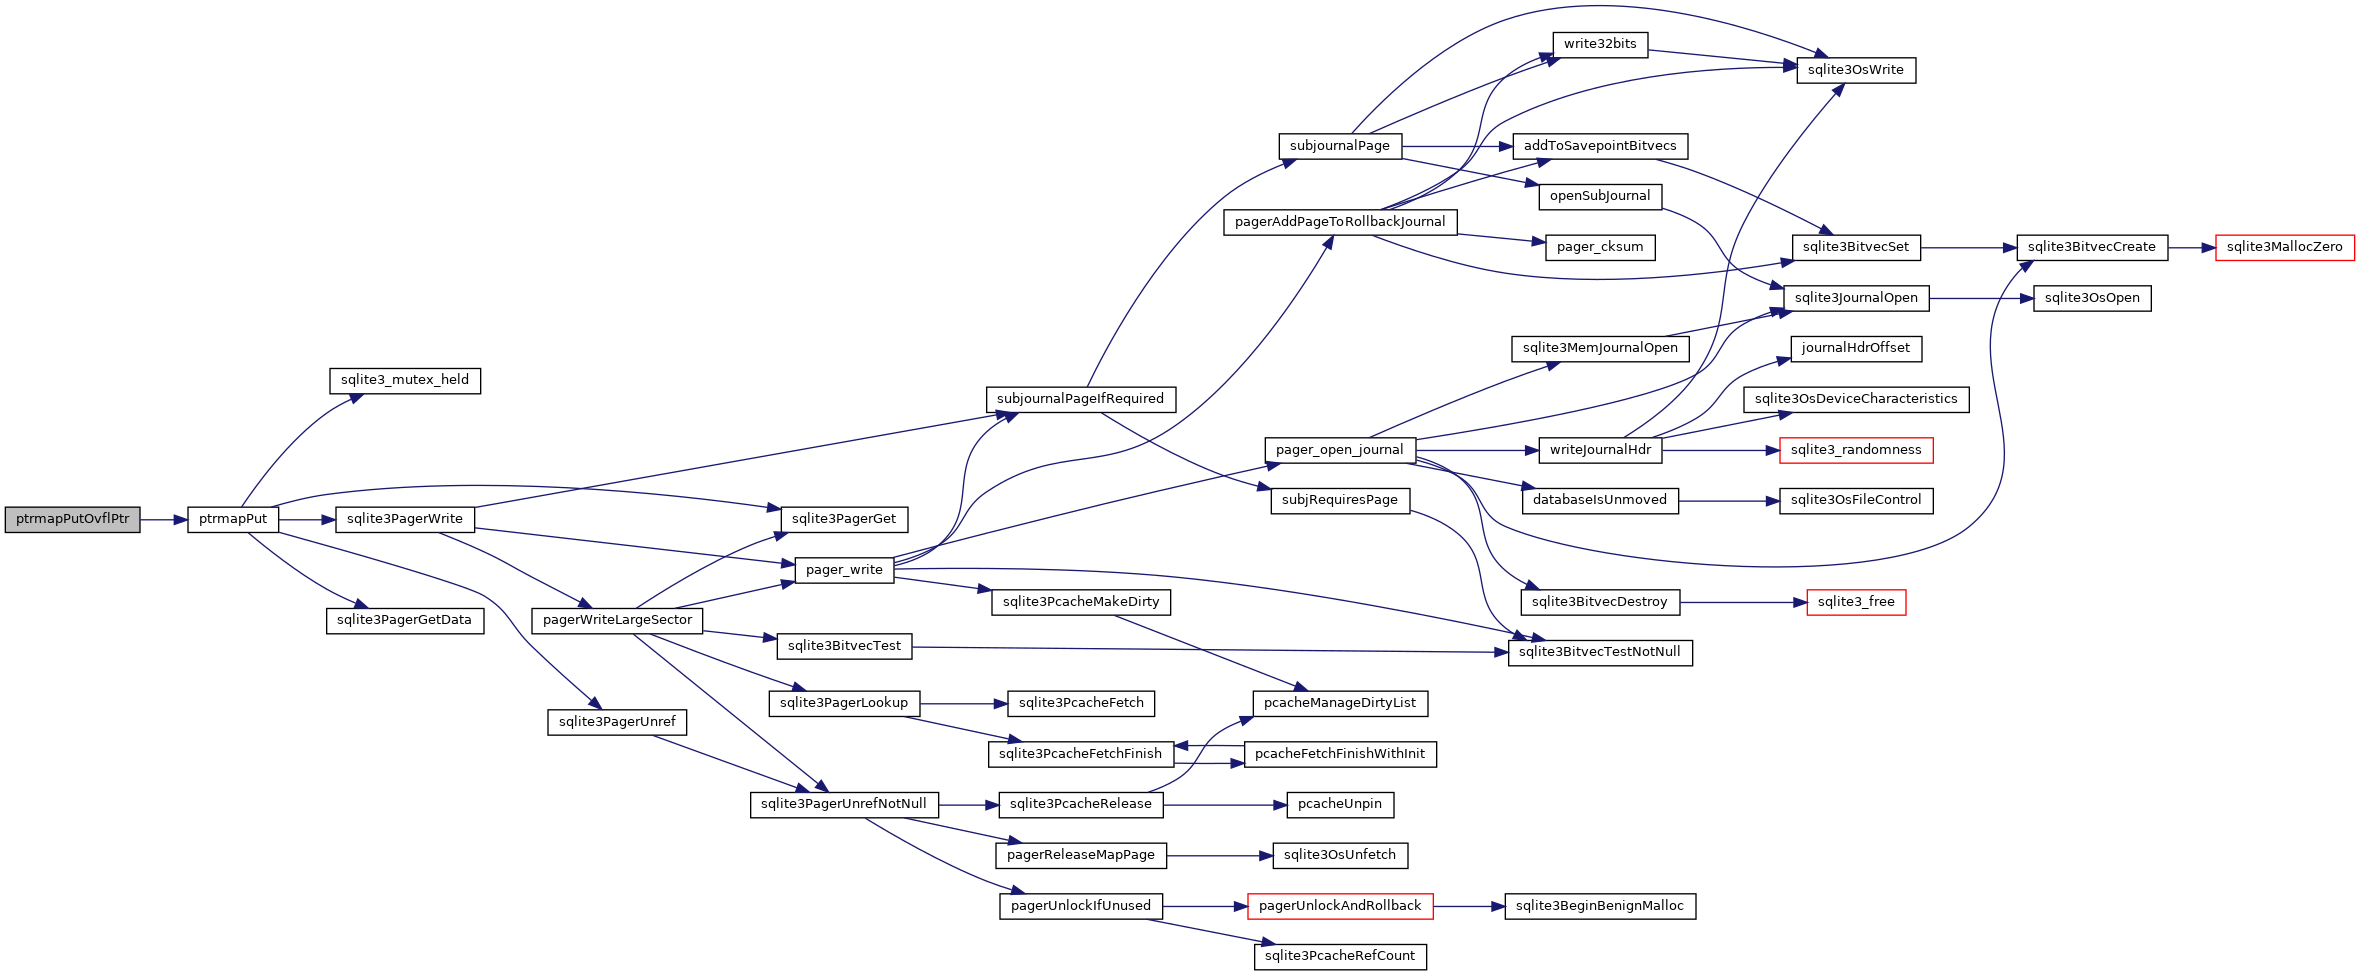 write32bits
sqlite3OsWrite
subjournalPage
addToSavepointBitvecs
openSubJournal
pagerAddPageToRollbackJournal
pager_cksum
sqlite3BitvecSet
sqlite3BitvecCreate
sqlite3MallocZero
sqlite3JournalOpen
sqlite3OsOpen
sqlite3MemJournalOpen
journalHdrOffset
sqlite3_mutex_held
subjournalPageIfRequired
sqlite3OsDeviceCharacteristics
pager_open_journal
writeJournalHdr
sqlite3_randomness
subjRequiresPage
databaseIsUnmoved
sqlite3OsFileControl
ptrmapPutOvflPtr
ptrmapPut
sqlite3PagerWrite
sqlite3PagerGet
pager_write
sqlite3PcacheMakeDirty
sqlite3BitvecDestroy
sqlite3_free
sqlite3PagerGetData
pagerWriteLargeSector
sqlite3BitvecTest
sqlite3BitvecTestNotNull
sqlite3PagerLookup
sqlite3PcacheFetch
pcacheManageDirtyList
sqlite3PagerUnref
sqlite3PcacheFetchFinish
pcacheFetchFinishWithInit
sqlite3PagerUnrefNotNull
sqlite3PcacheRelease
pcacheUnpin
pagerReleaseMapPage
sqlite3OsUnfetch
pagerUnlockIfUnused
pagerUnlockAndRollback
sqlite3BeginBenignMalloc
sqlite3PcacheRefCount